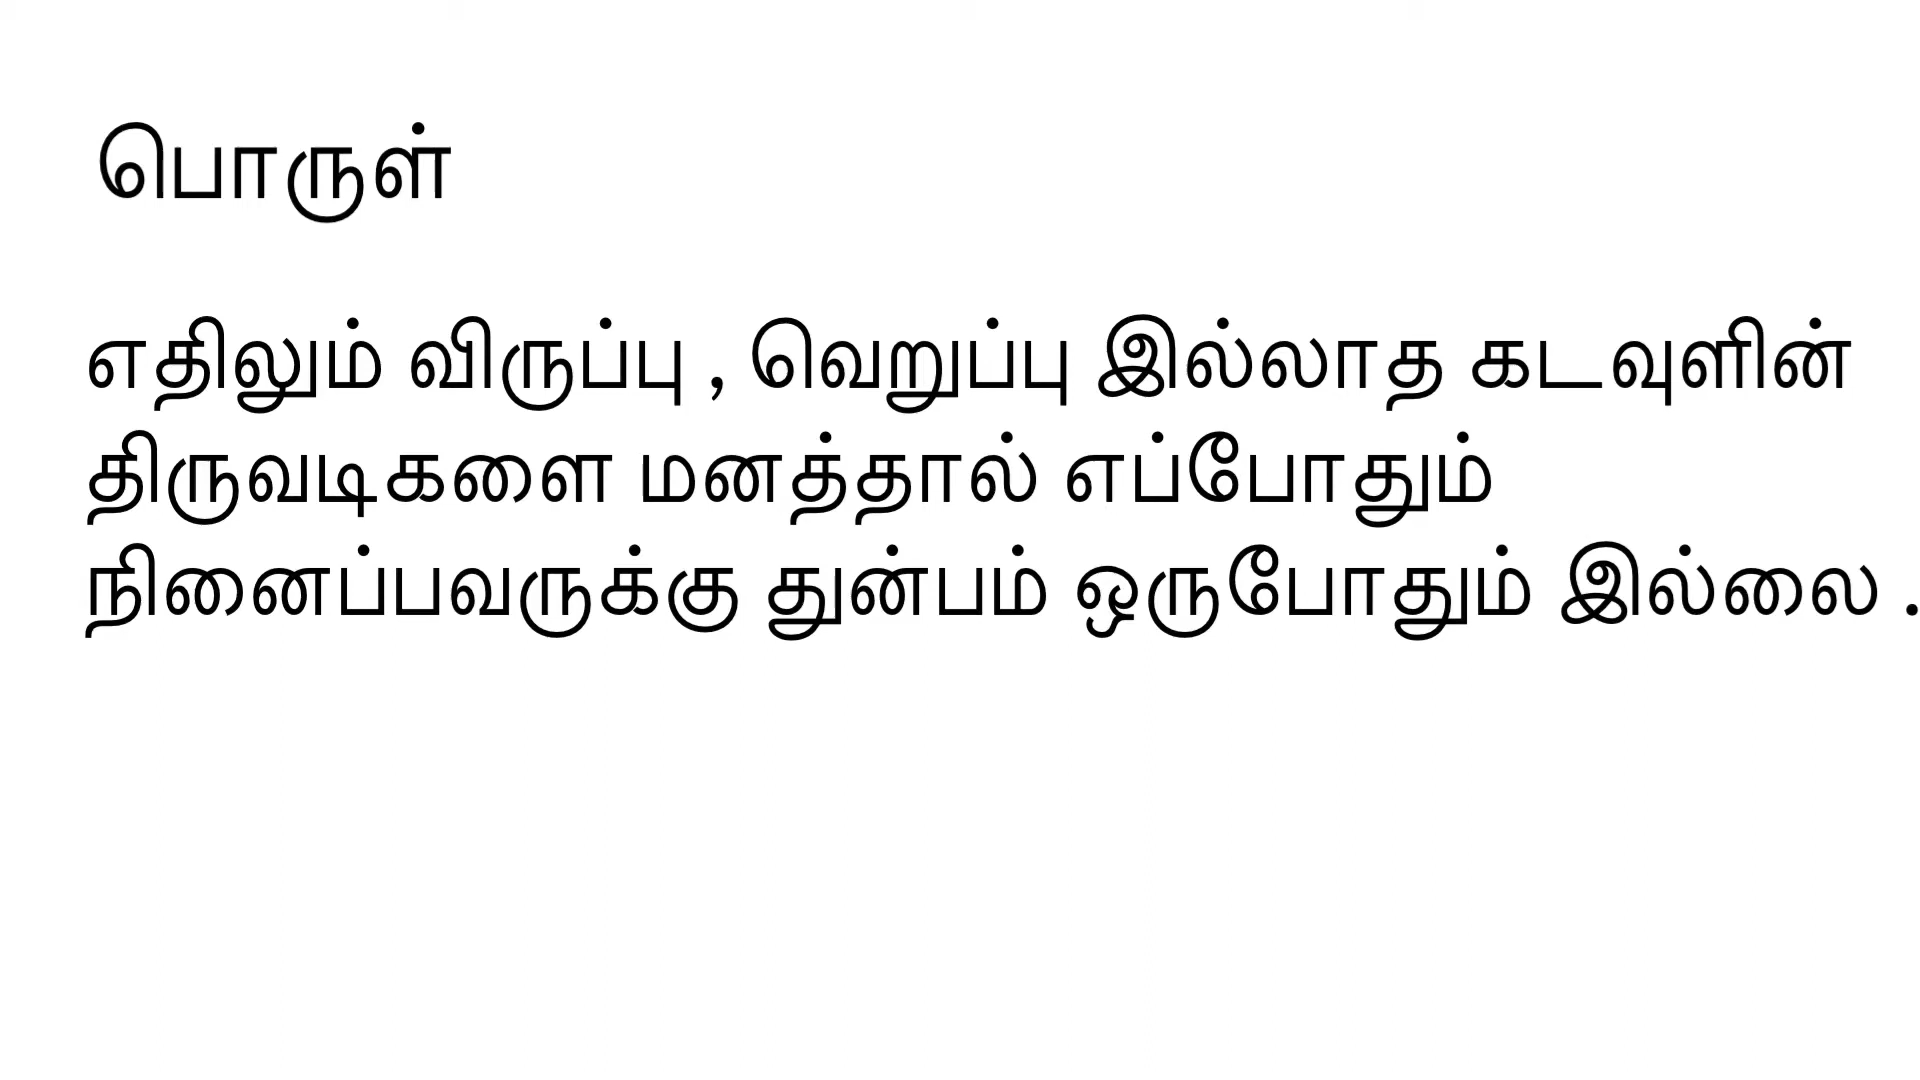 பொருள்
எதிலும் விருப்பு , வெறுப்பு இல்லாத கடவுளின்
திருவடிகளை மனத்தால் எப்போதும்
நினைப்பவருக்கு துன்பம் ஒருபோதும் இல்லை .